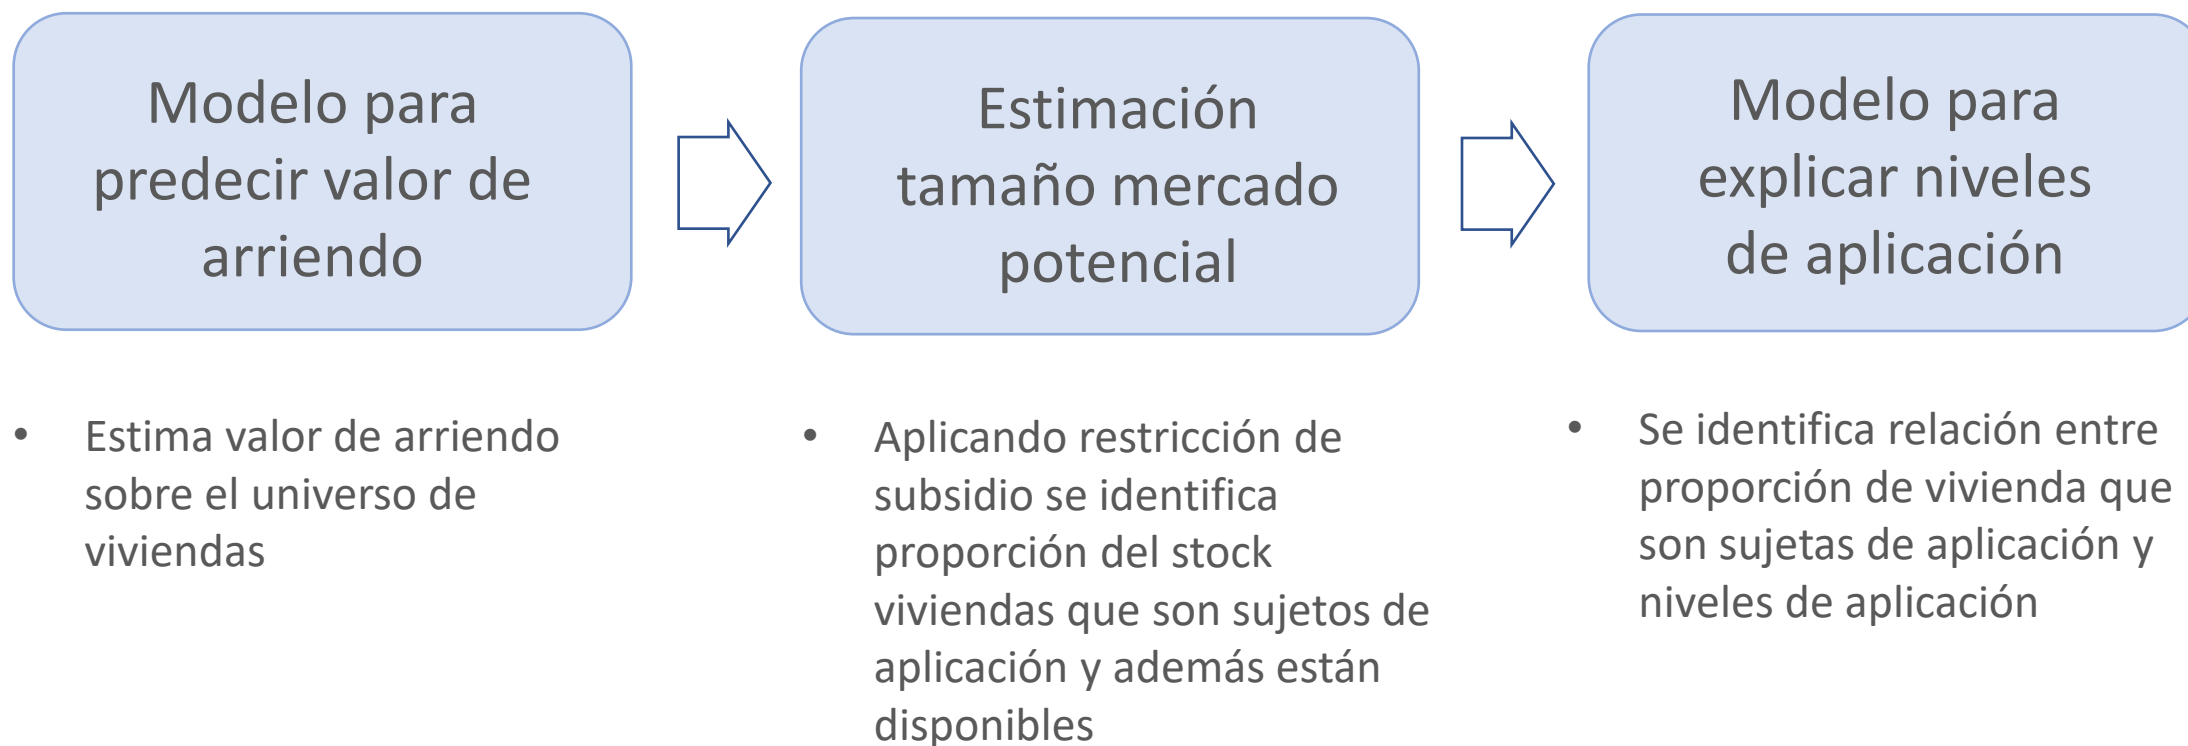 Modelo para
predecir valor de
arriendo
Estimación
tamaño mercado
potencial
Modelo para
explicar niveles
de aplicación
• Estima valor de arriendo
sobre el universo de
viviendas
• Aplicando restricción de
subsidio se identifica
proporción del stock
viviendas que son sujetos de
aplicación y además están
disponibles
• Se identifica relación entre
proporción de vivienda que
son sujetas de aplicación y
niveles de aplicación